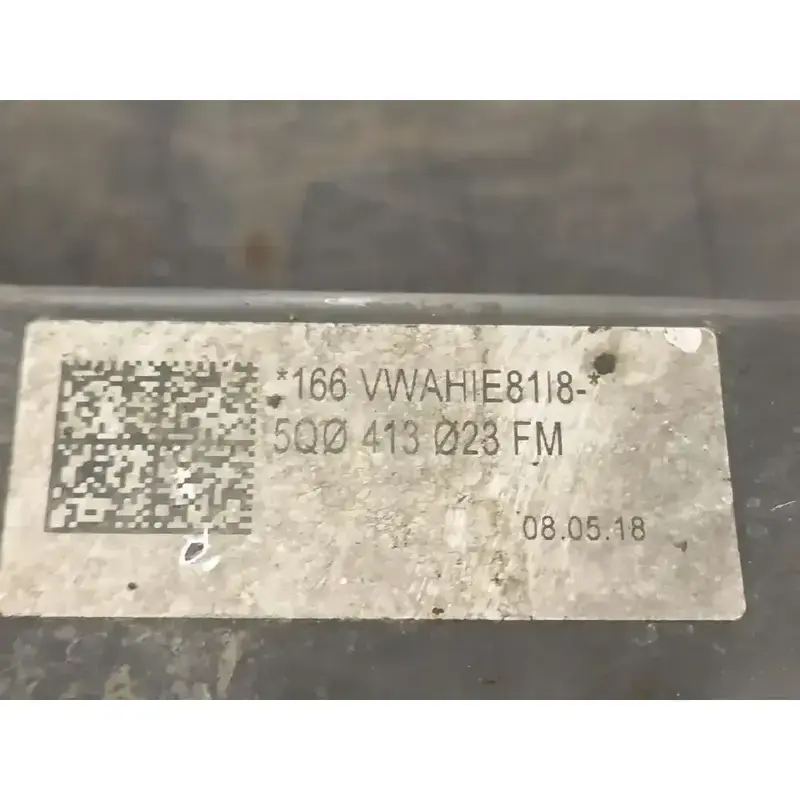 *166 VWAHIE81I8-*
5QØ 413 Ø23 FM
08.05.18